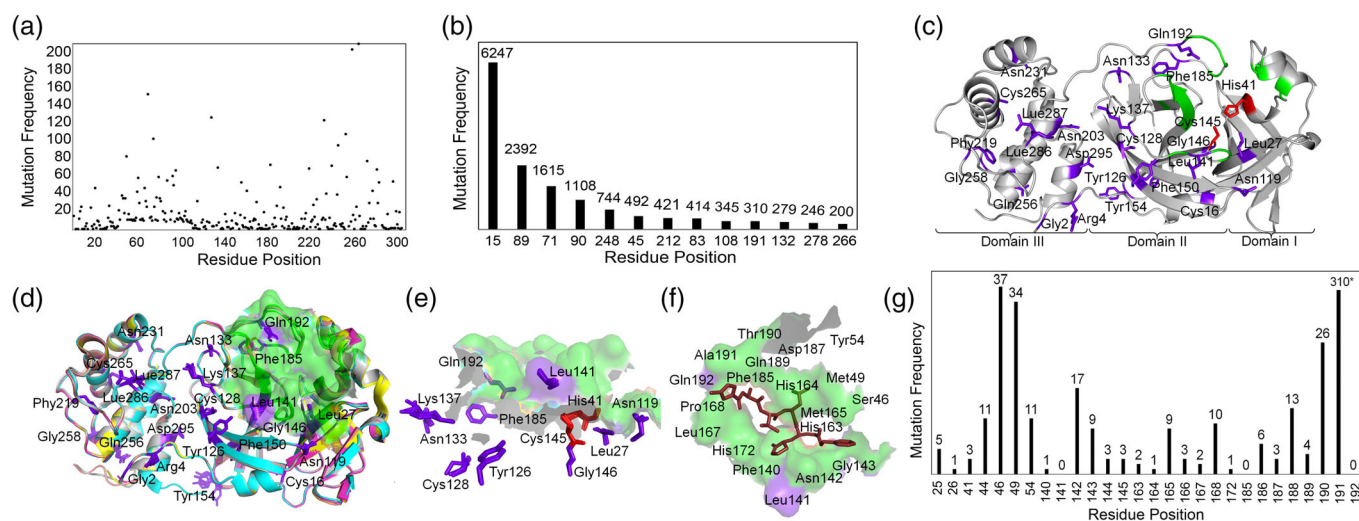 (a)
Mutation Frequency
200
180
160
140
120
100
80
60
40
20
20 60 100 140 180 220 260 300
Residue Position
(b)
Mutation Frequency
6247
2392
1615
1108
744 492 421 414 345 310 279 246 200
15 89 71 90 248 45 212 83 108 191 132 278 266
Residue Position
(c)
Gln192
Asn133
Asn231
Phe185
His41
Cys265
Lys137
Lue287
Cys145
Asn203
Cys128
Gly146
Phy219
Lue286
Leu27
Asp295
Leu141
Gly258
Tyr126
Phe150
Asn119
Gln256
Tyr154
Cys16
Gly2
Arg4
Domain III Domain II Domain I
(d)
Asn231
Gln192
Asn133
Cys265
Phe185
Lue287
Lys137
Phy219
Lue286
Cys128
Leu141
Leu27
Asn203
Gly146
Gly258
Gln256
Asp295
Phe150
Tyr126
Arg4
Asn119
Gly2
Cys16
Tyr154
(e)
Gln192
Leu141
Lys137
His41
Asn119
Phe185
Asn133
Cys145
Leu27
Tyr126
Gly146
Cys128
(f)
Thr190
Tyr54
Asp187
Ala191
Gln189
Phe185
Met49
Gln192
His164
Ser46
Pro168
Met165
His163
Leu167
His172
Gly143
Phe140
Asn142
Leu141
(g)
Mutation Frequency
5 1 3 11 37 34 11 1 0 17 9 3 3 2 1 9 3 2 10 1 0 6 3 13 4 26 310* 0
25 26 41 44 46 49 54 140 141 142 143 144 145 163 164 165 166 167 168 172 185 186 187 188 189 190 191 192
Residue Position